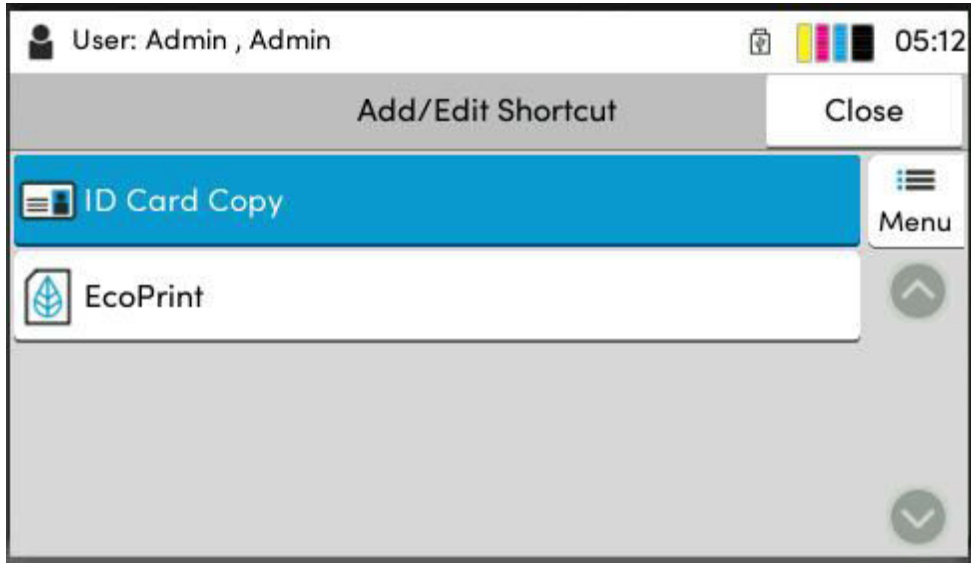 User: Admin , Admin
05:12
Add/Edit Shortcut
Close
ID Card Copy
Menu
EcoPrint